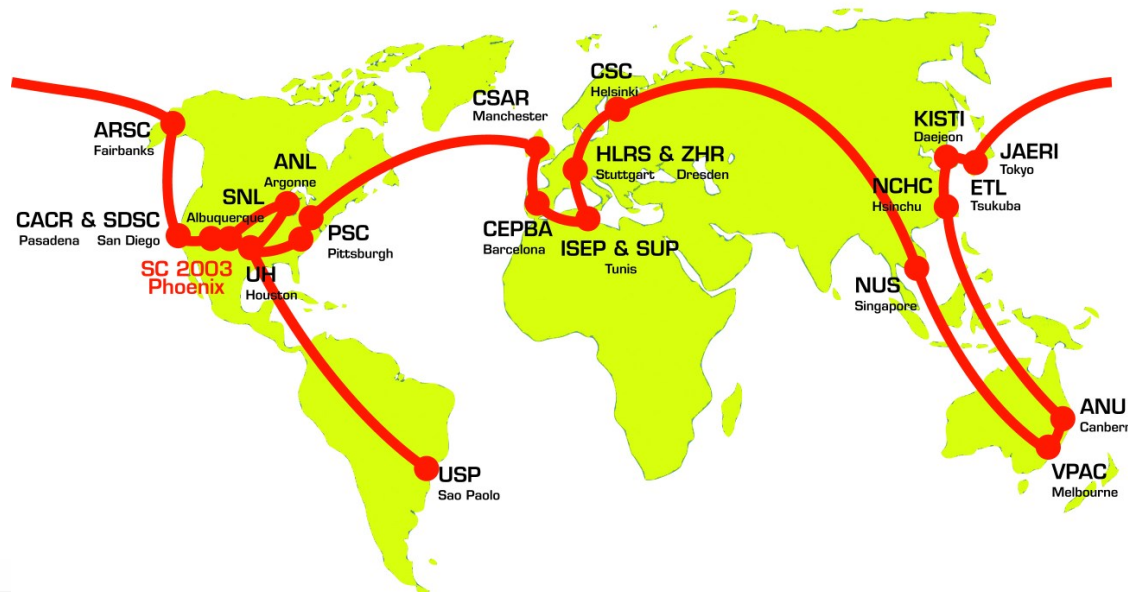 CSC
Helsinki
CSAR
Manchester
ARSC
Fairbanks
KISTI
Daejeon
JAERI
Tokyo
ANL
Argonne
HLRS & ZHR
Stuttgart Dresden
SNL
Albuquerque
NCHC
Hsinchu
ETL
Tsukuba
CACR & SDSC
Pasadena San Diego
PSC
Pittsburgh
CEPBA
Barcelona
ISEP & SUP
Tunis
SC 2003
Phoenix
UH
Houston
NUS
Singapore
ANU
Canberr
USP
Sao Paolo
VPAC
Melbourne